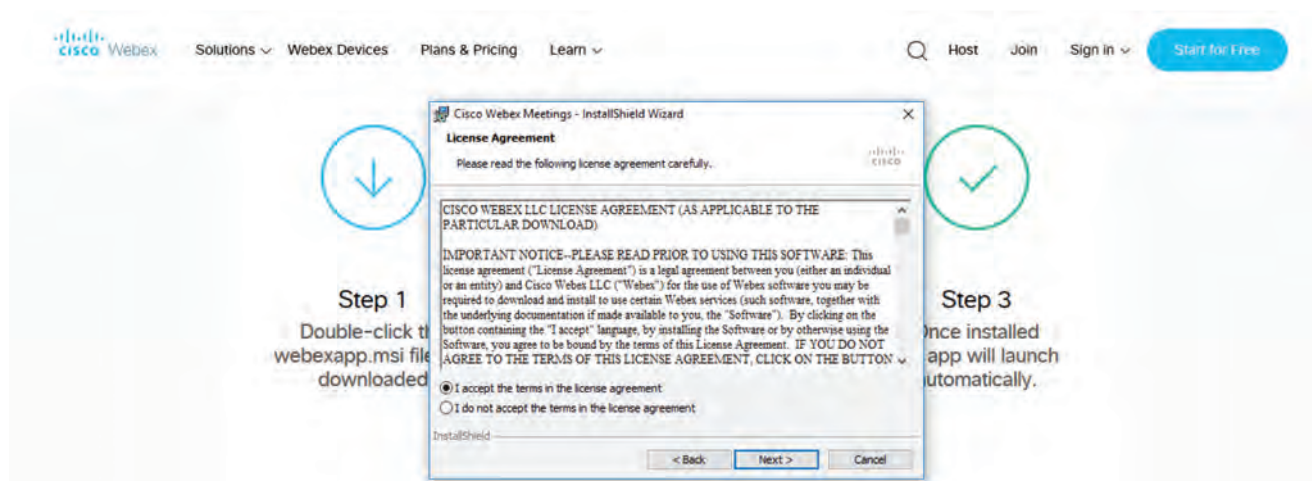 cisco Webex Solutions Webex Devices Plans & Pricing Learn Host Join Sign in Start for Free
Cisco Webex Meetings - InstallShield Wizard
License Agreement
Please read the following license agreement carefully.
cisco
CISCO WEBEX LLC LICENSE AGREEMENT (AS APPLICABLE TO THE
PARTICULAR DOWNLOAD)
IMPORTANT NOTICE--PLEASE READ PRIOR TO USING THIS SOFTWARE: This
license agreement ("License Agreement") is a legal agreement between you (either an individual
or an entity) and Cisco Webex LLC ("Webex") for the use of Webex software you may be
required to download and install to use certain Webex services (such software, together with
the underlying documentation if made available to you, the "Software"). By clicking on the
button containing the "I accept" language, by installing the Software or by otherwise using the
Software, you agree to be bound by the terms of this License Agreement. IF YOU DO NOT
AGREE TO THE TERMS OF THIS LICENSE AGREEMENT, CLICK ON THE BUTTON
I accept the terms in the license agreement
I do not accept the terms in the license agreement
InstallShield
< Back Next > Cancel
Step 1
Double-click
webexapp.msi file
downloaded
Step 3
installed
app will launch
automatically.